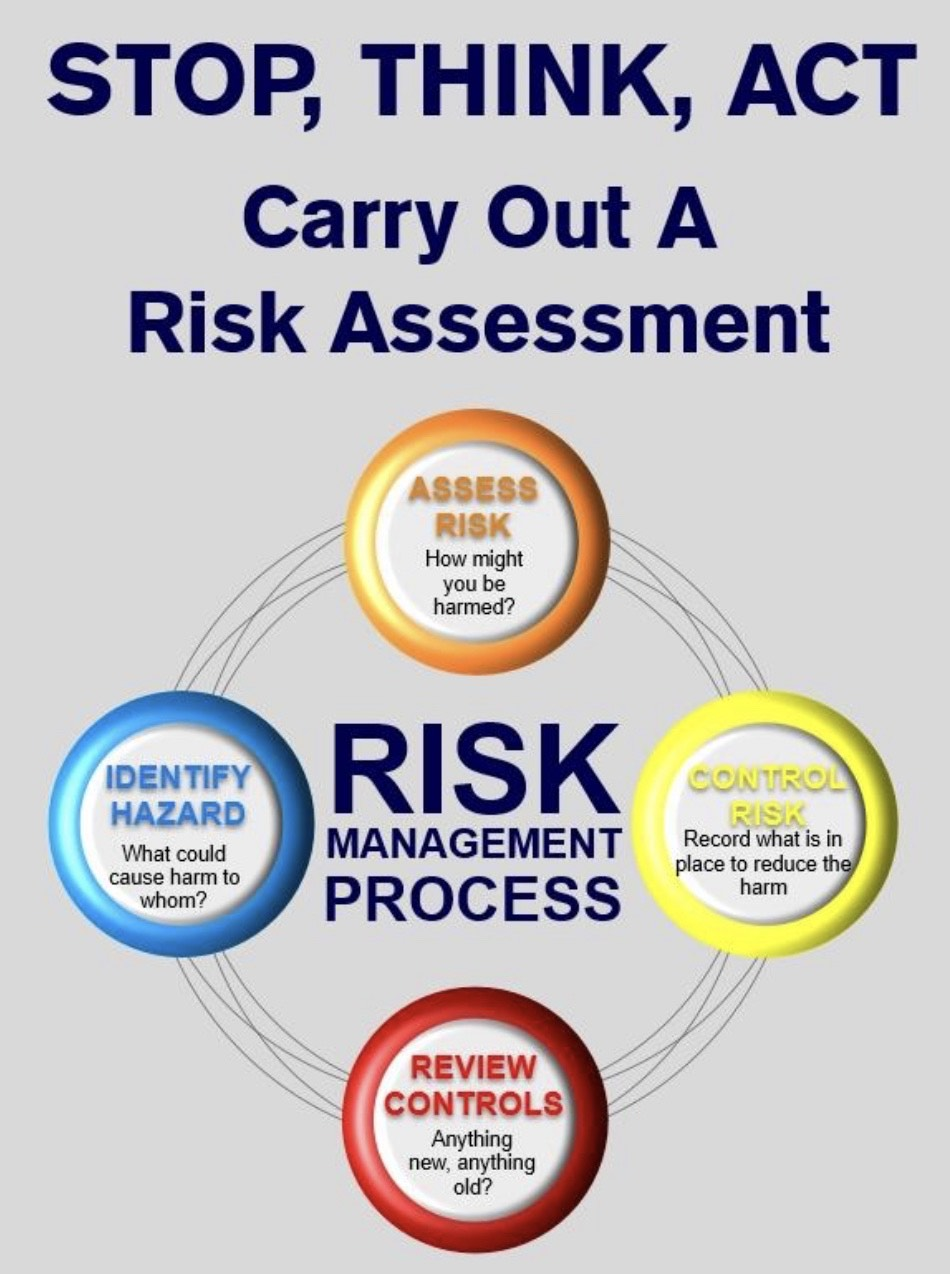 STOP, THINK, ACT
Carry Out A
Risk Assessment
ASSESS
RISK
How might
you be
harmed?
IDENTIFY
HAZARD
What could
cause harm to
whom?
RISK
MANAGEMENT
PROCESS
CONTROL
RISK
Record what is in
place to reduce the
harm
REVIEW
CONTROLS
Anything
new, anything
old?